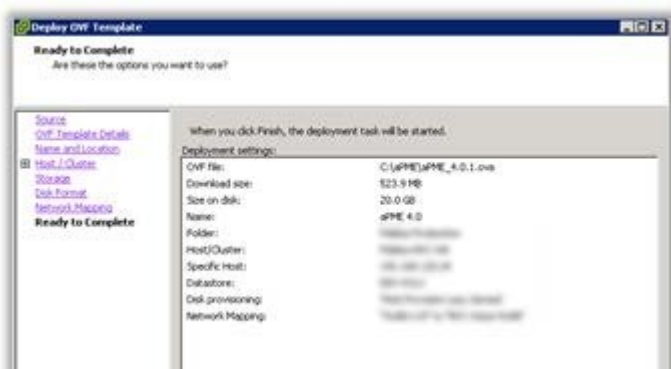 Deploy OVF Template
Ready to Complete
Are these the options you want to use?
Source
OVF Template Details
Name and Location
Host / Cluster
Storage
Disk Format
Network Mapping
Ready to Complete
When you click Finish, the deployment task will be started.
Deployment settings:
OVF file: C:\aPME\aPME_4.0.1.ova
Download size: 523.9 MB
Size on disk: 20.0 GB
Name: aPME 4.0
Folder:
Host/Cluster:
Specific Host:
Datastore:
Disk provisioning:
Network Mapping: